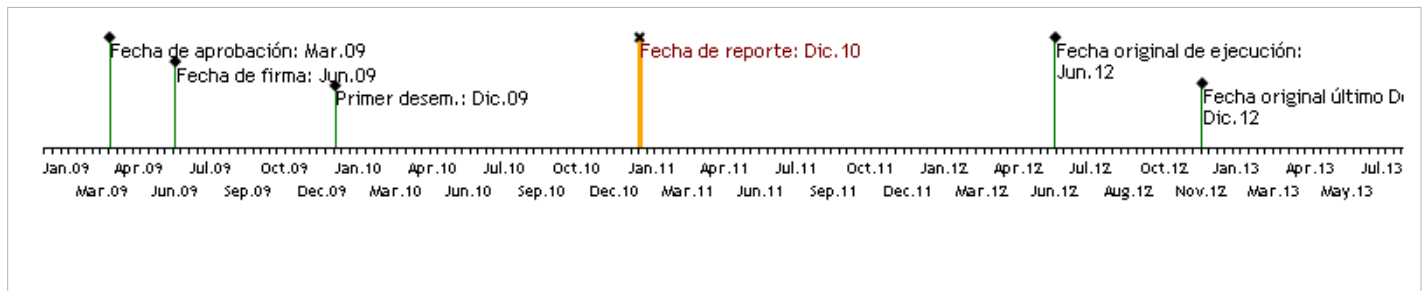 Fecha de aprobación: Mar.09
Fecha de firma: Jun.09
Primer desem.: Dic.09
Fecha de reporte: Dic.10
Fecha original de ejecución:
Jun.12
Fecha original último
Dic.12
Jan.09 Apr.09 Jul.09 Oct.09 Jan.10 Apr.10 Jul.10 Oct.10 Jan.11 Apr.11 Jul.11 Oct.11 Jan.12 Apr.12 Jul.12 Oct.12 Jan.13 Apr.13 Jul.13
Mar.09 Jun.09 Sep.09 Dec.09 Mar.10 Jun.10 Sep.10 Dec.10 Mar.11 Jun.11 Sep.11 Dec.11 Mar.12 Jun.12 Aug.12 Nov.12 Mar.13 May.13